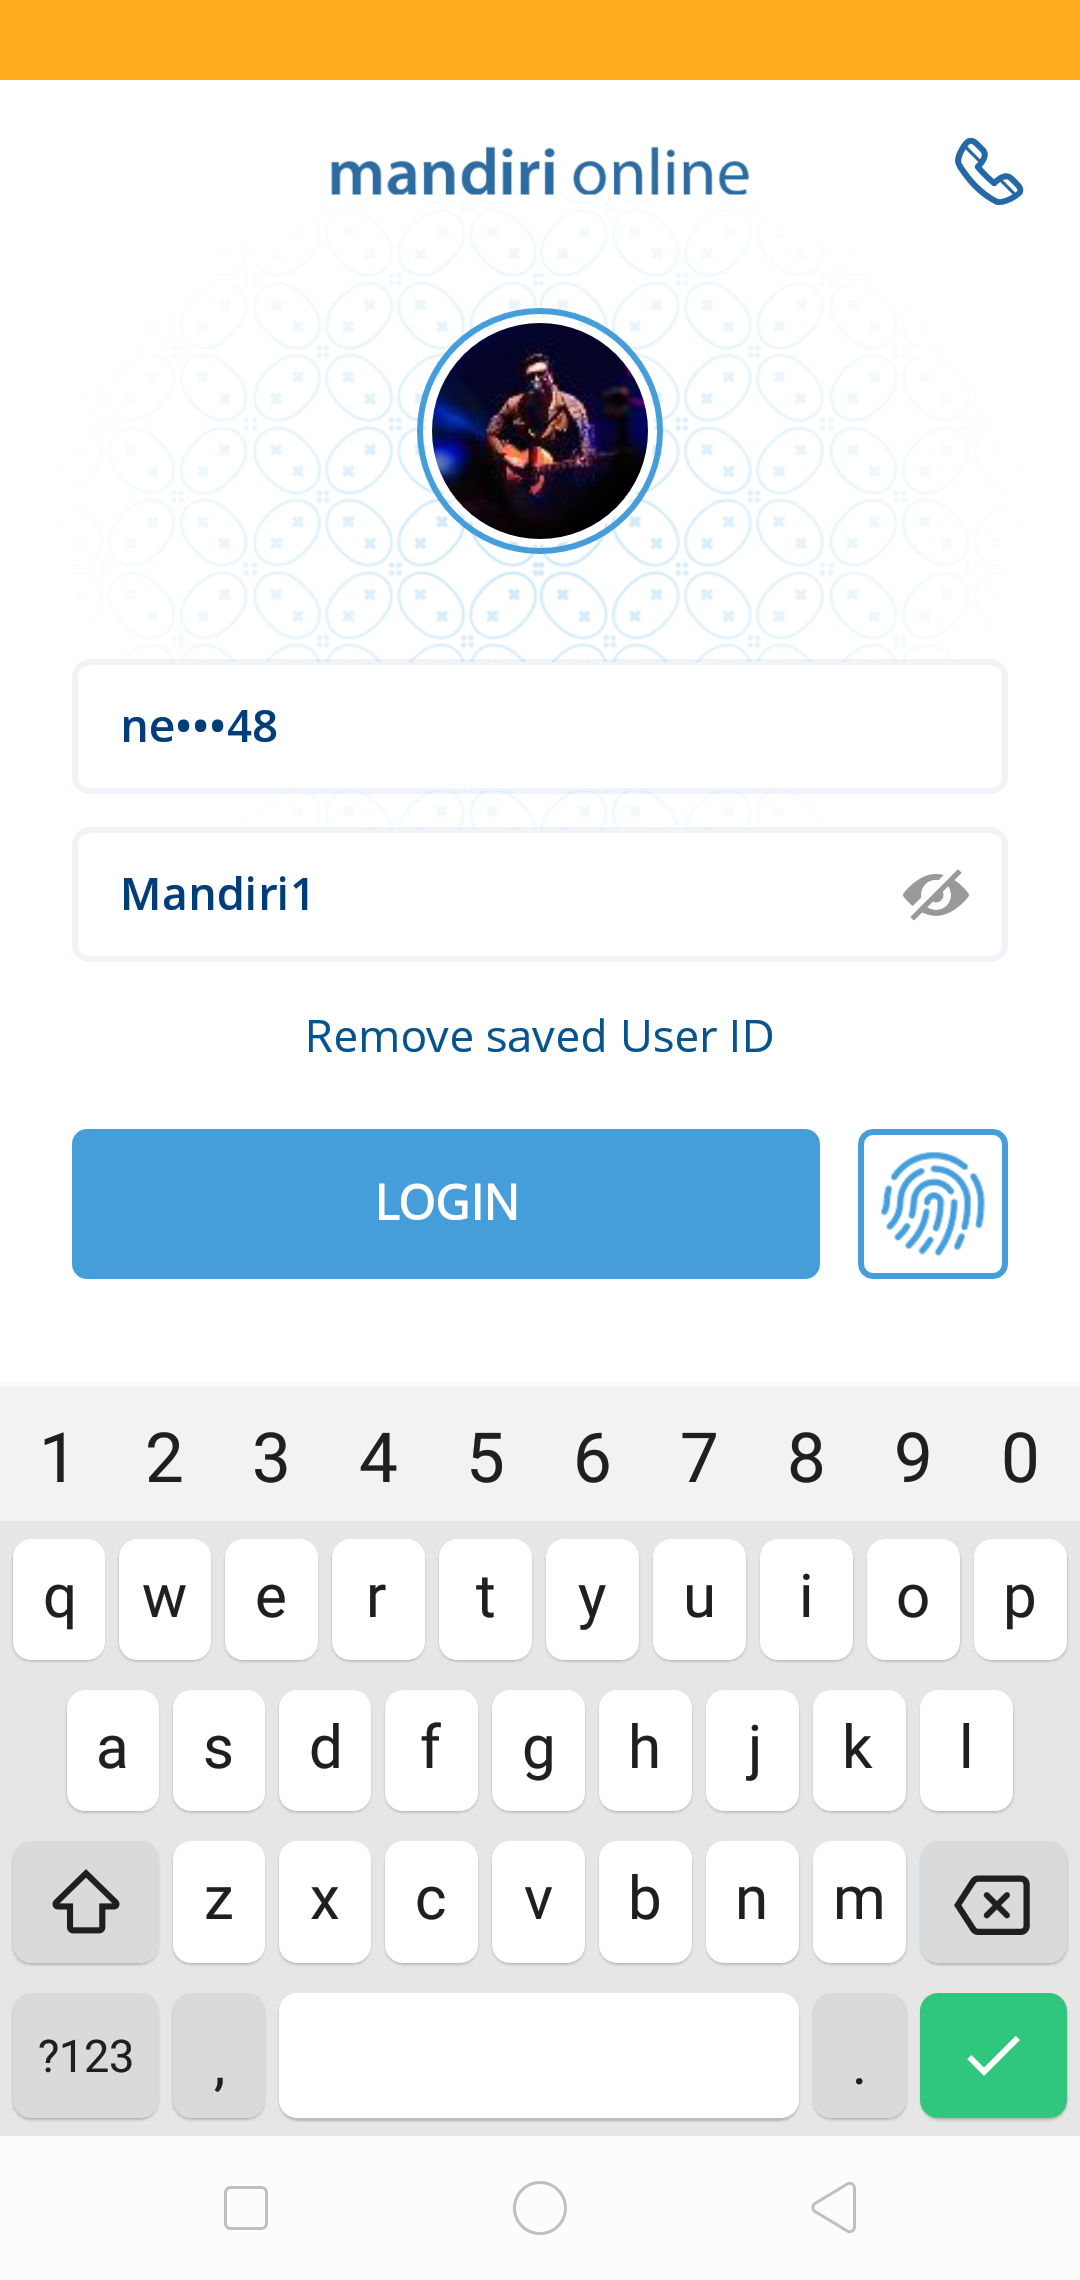 mandiri online
ne•••48
Mandiri1
Remove saved User ID
LOGIN
1 2 3 4 5 6 7 8 9 0
q w e r t y u i o p
a s d f g h j k l
z x c v b n m
?123 , .